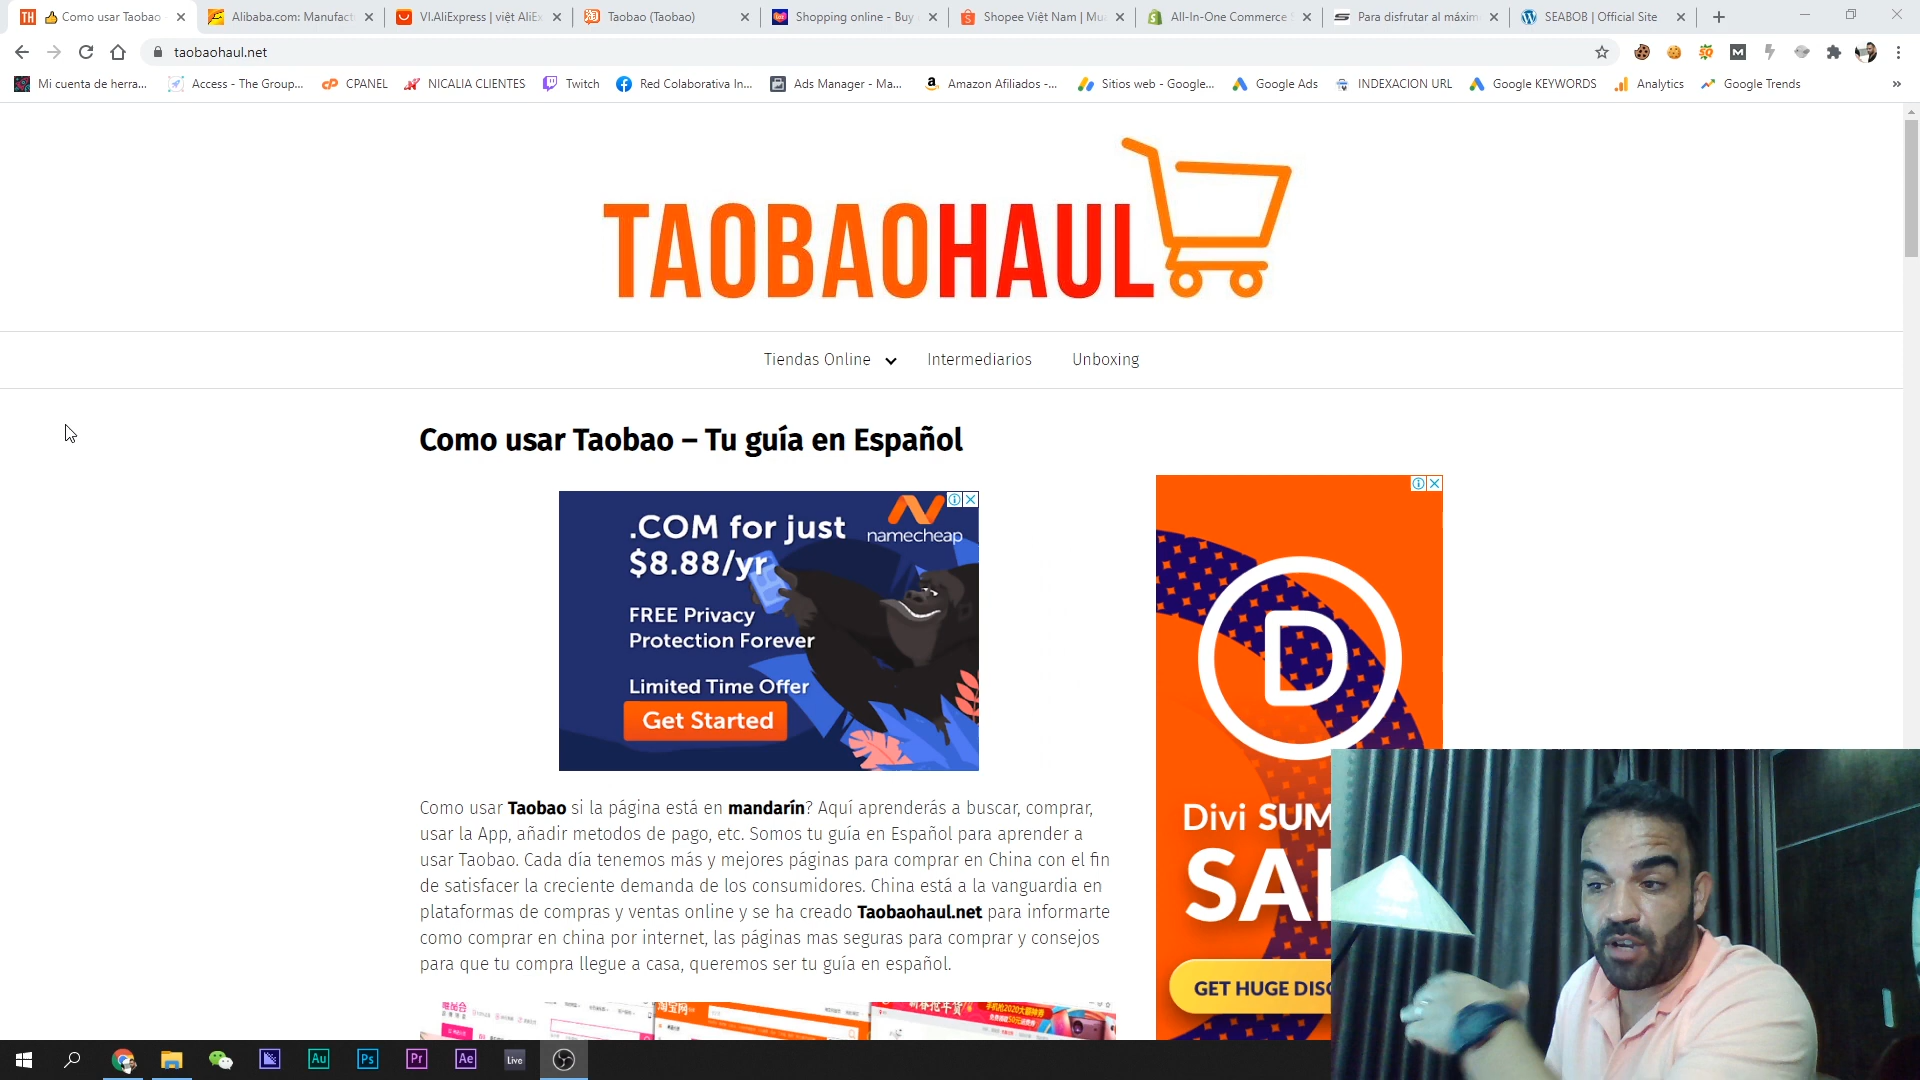 Como usar Taobao
Alibaba.com: Manufact
VI.AliExpress | việt AliEx
Taobao (Taobao)
Shopping online - Buy
Shopee Việt Nam | Mua
All-In-One Commerce
Para disfrutar al máxim
SEABOB | Official Site
taobaohaul.net
Mi cuenta de herra...
Access - The Group...
CPANEL
NICALIA CLIENTES
Twitch
Red Colaborativa In...
Ads Manager - Ma...
Amazon Afiliados -...
Sitios web - Google...
Google Ads
INDEXACION URL
Google KEYWORDS
Analytics
Google Trends
TAOBAOHAUL
Tiendas Online
Intermediarios
Unboxing
Como usar Taobao – Tu guía en Español
.COM for just
$8.88/yr
namecheap
FREE Privacy
Protection Forever
Limited Time Offer
Get Started
D
Divi SUM
SAL
GET HUGE DISC
Como usar Taobao si la página está en mandarín? Aquí aprenderás a buscar, comprar,
usar la App, añadir metodos de pago, etc. Somos tu guía en Español para aprender a
usar Taobao. Cada día tenemos más y mejores páginas para comprar en China con el fin
de satisfacer la creciente demanda de los consumidores. China está a la vanguardia en
plataformas de compras y ventas online y se ha creado Taobaohaul.net para informarte
como comprar en china por internet, las páginas mas seguras para comprar y consejos
para que tu compra llegue a casa, queremos ser tu guía en español.
Au
Ps
Pr
Ae
Live